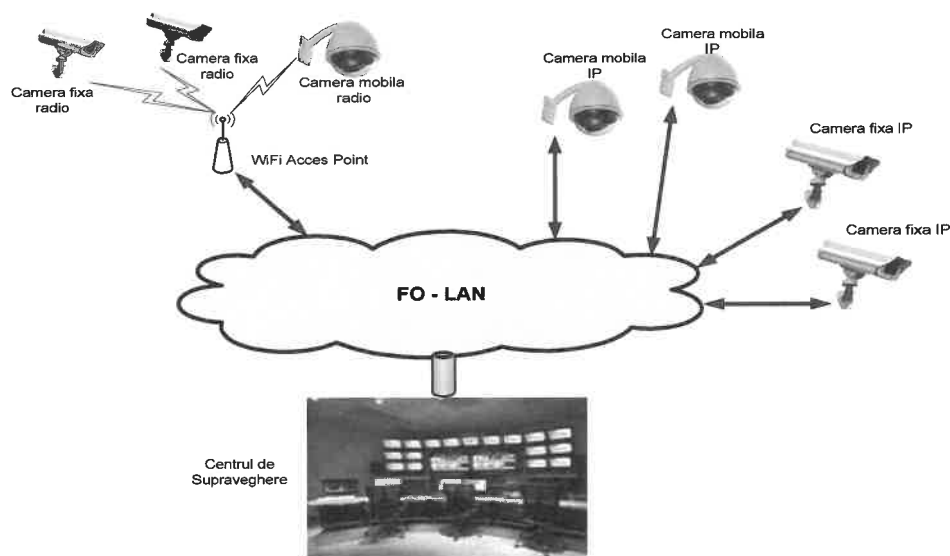 Camera fixa
radio
Camera fixa
radio
Camera mobila
radio
WiFi Acces Point
Camera mobila
IP
Camera mobila
IP
Camera fixa IP
Camera fixa IP
FO - LAN
Centrul de
Supraveghere